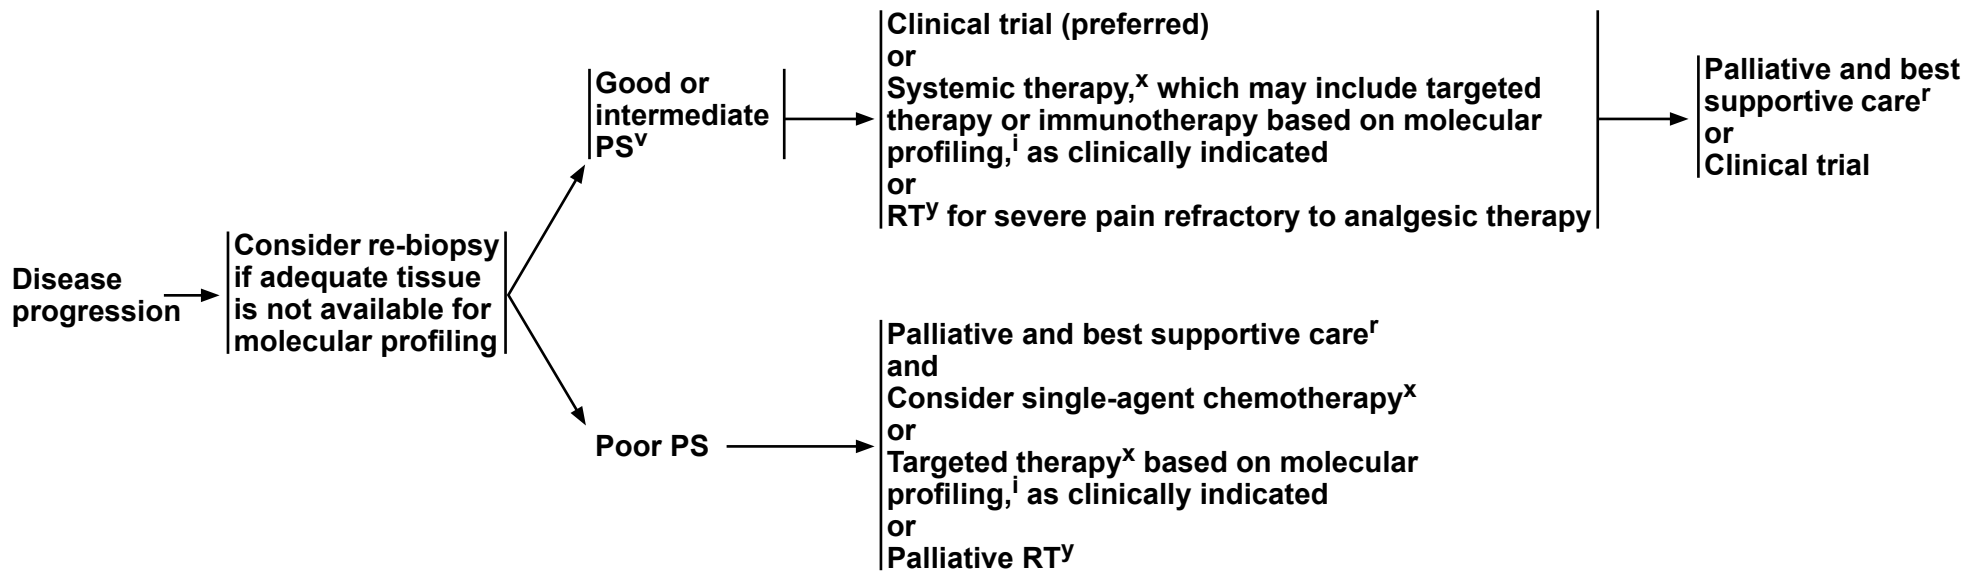 Disease
progression
Consider re-biopsy
if adequate tissue
is not available for
molecular profiling
Good or
intermediate
PSᵛ
Clinical trial (preferred)
or
Systemic therapy,ˣ which may include targeted
therapy or immunotherapy based on molecular
profiling,ⁱ as clinically indicated
or
RTʸ for severe pain refractory to analgesic therapy
Palliative and best
supportive careʳ
or
Clinical trial
Poor PS
Palliative and best supportive careʳ
and
Consider single-agent chemotherapyˣ
or
Targeted therapyˣ based on molecular
profiling,ⁱ as clinically indicated
or
Palliative RTʸ